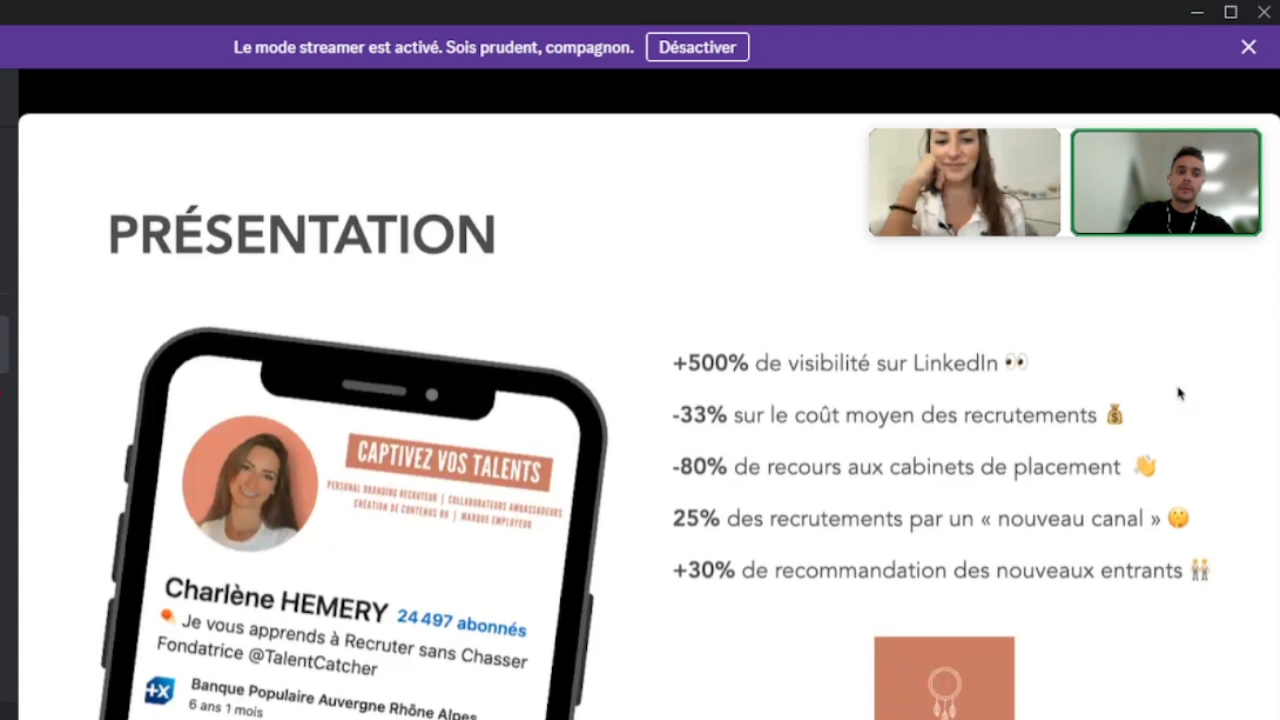 Le mode streamer est activé. Sois prudent, compagnon.
Désactiver
PRÉSENTATION
CAPTIVEZ VOS TALENTS
PERSONAL BRANDING RECRUTEUR | COLLABORATEURS AMBASSADEURS
CRÉATION DE CONTENUS RH | MARQUE EMPLOYEUR
Charlène HEMERY 24 497 abonnés
Je vous apprends à Recruter sans Chasser
Fondatrice @TalentCatcher
+X
Banque Populaire Auvergne Rhône Alpes
6 ans 1 mois
+500% de visibilité sur LinkedIn 👀
-33% sur le coût moyen des recrutements 💰
-80% de recours aux cabinets de placement 👋
25% des recrutements par un « nouveau canal » 🤫
+30% de recommandation des nouveaux entrants 👬